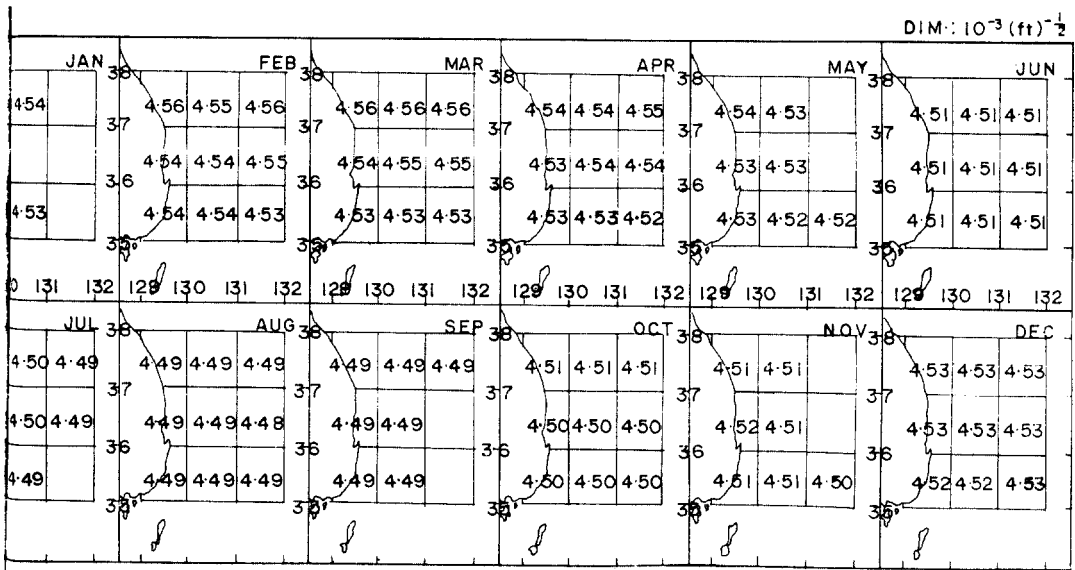 DIM·: 10⁻³ (ft)⁻½
JAN FEB MAR APR MAY JUN
38 38 38 38 38
4·54 4·56 4·55 4·56 4·56 4·56 4·56 4·54 4·54 4·55 4·54 4·53 4·51 4·51 4·51
37 37 37 37 37
4·54 4·54 4·55 4·54 4·55 4·55 4·53 4·54 4·54 4·53 4·53 4·51 4·51 4·51
36 36 36 36 36
4·53 4·54 4·54 4·53 4·53 4·53 4·53 4·53 4·53 4·52 4·53 4·52 4·52 4·51 4·51 4·51
35 35 35 35 35
0 131 132 129 130 131 132 129 130 131 132 129 130 131 132 129 130 131 132 129 130 131 132
JUL AUG SEP OCT NOV DEC
38 38 38 38 38
4·50 4·49 4·49 4·49 4·49 4·49 4·49 4·49 4·51 4·51 4·51 4·51 4·51 4·53 4·53 4·53
37 37 37 37 37
4·50 4·49 4·49 4·49 4·48 4·49 4·49 4·50 4·50 4·50 4·52 4·51 4·53 4·53 4·53
36 36 36 36 36
4·49 4·49 4·49 4·49 4·49 4·49 4·50 4·50 4·50 4·51 4·51 4·50 4·52 4·52 4·53
35 35 35 35 35